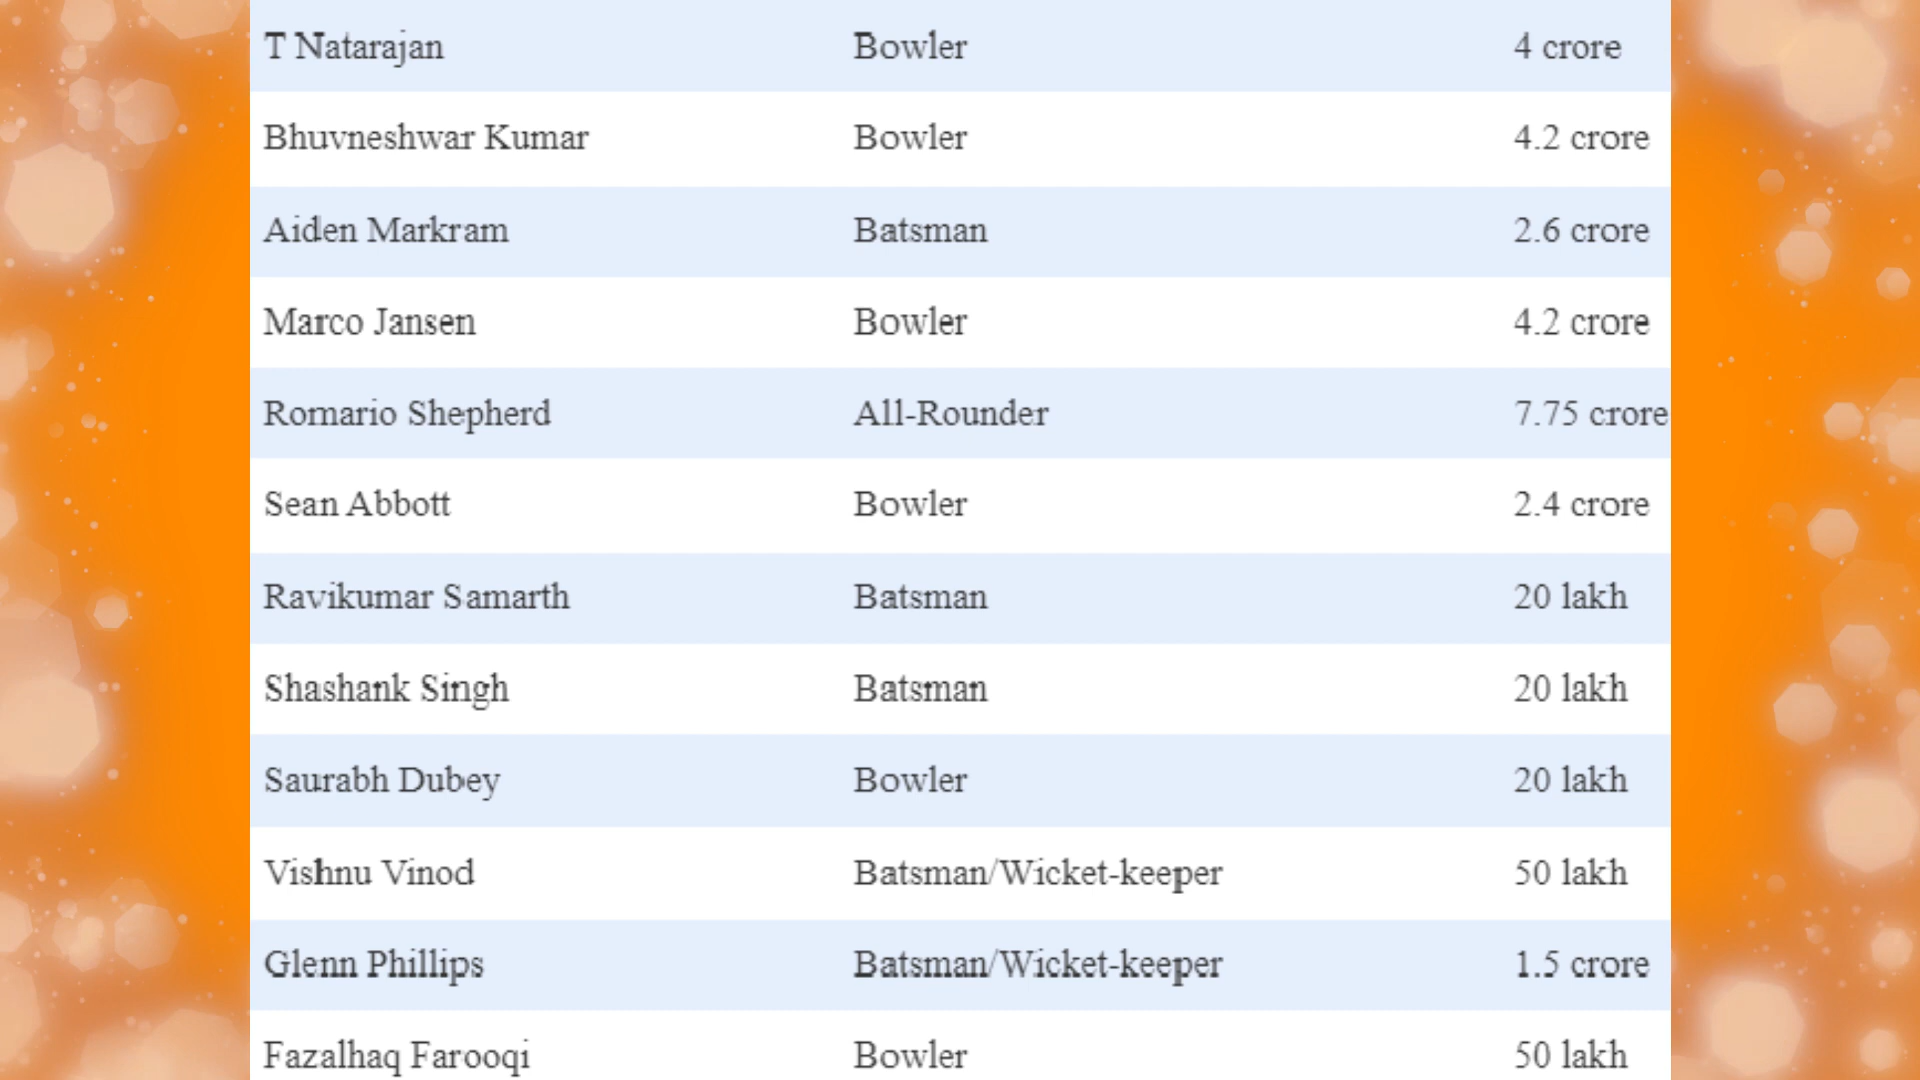 T Natarajan Bowler 4 crore
Bhuvneshwar Kumar Bowler 4.2 crore
Aiden Markram Batsman 2.6 crore
Marco Jansen Bowler 4.2 crore
Romario Shepherd All-Rounder 7.75 crore
Sean Abbott Bowler 2.4 crore
Ravikumar Samarth Batsman 20 lakh
Shashank Singh Batsman 20 lakh
Saurabh Dubey Bowler 20 lakh
Vishnu Vinod Batsman/Wicket-keeper 50 lakh
Glenn Phillips Batsman/Wicket-keeper 1.5 crore
Fazalhaq Farooqi Bowler 50 lakh